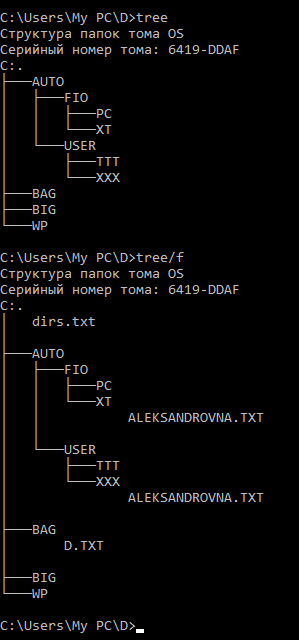 C:\Users\My PC\D>tree
Структура папок тома OS
Серийный номер тома: 6419-DDAF
C:.
├───AUTO
│   ├───FIO
│   │   ├───PC
│   │   └───XT
│   └───USER
│       ├───TTT
│       └───XXX
├───BAG
├───BIG
└───WP
C:\Users\My PC\D>tree/f
Структура папок тома OS
Серийный номер тома: 6419-DDAF
C:.
│   dirs.txt
│
├───AUTO
│   ├───FIO
│   │   ├───PC
│   │   └───XT
│   │           ALEKSANDROVNA.TXT
│   │
│   └───USER
│       ├───TTT
│       └───XXX
│               ALEKSANDROVNA.TXT
│
├───BAG
│       D.TXT
│
├───BIG
└───WP
C:\Users\My PC\D>